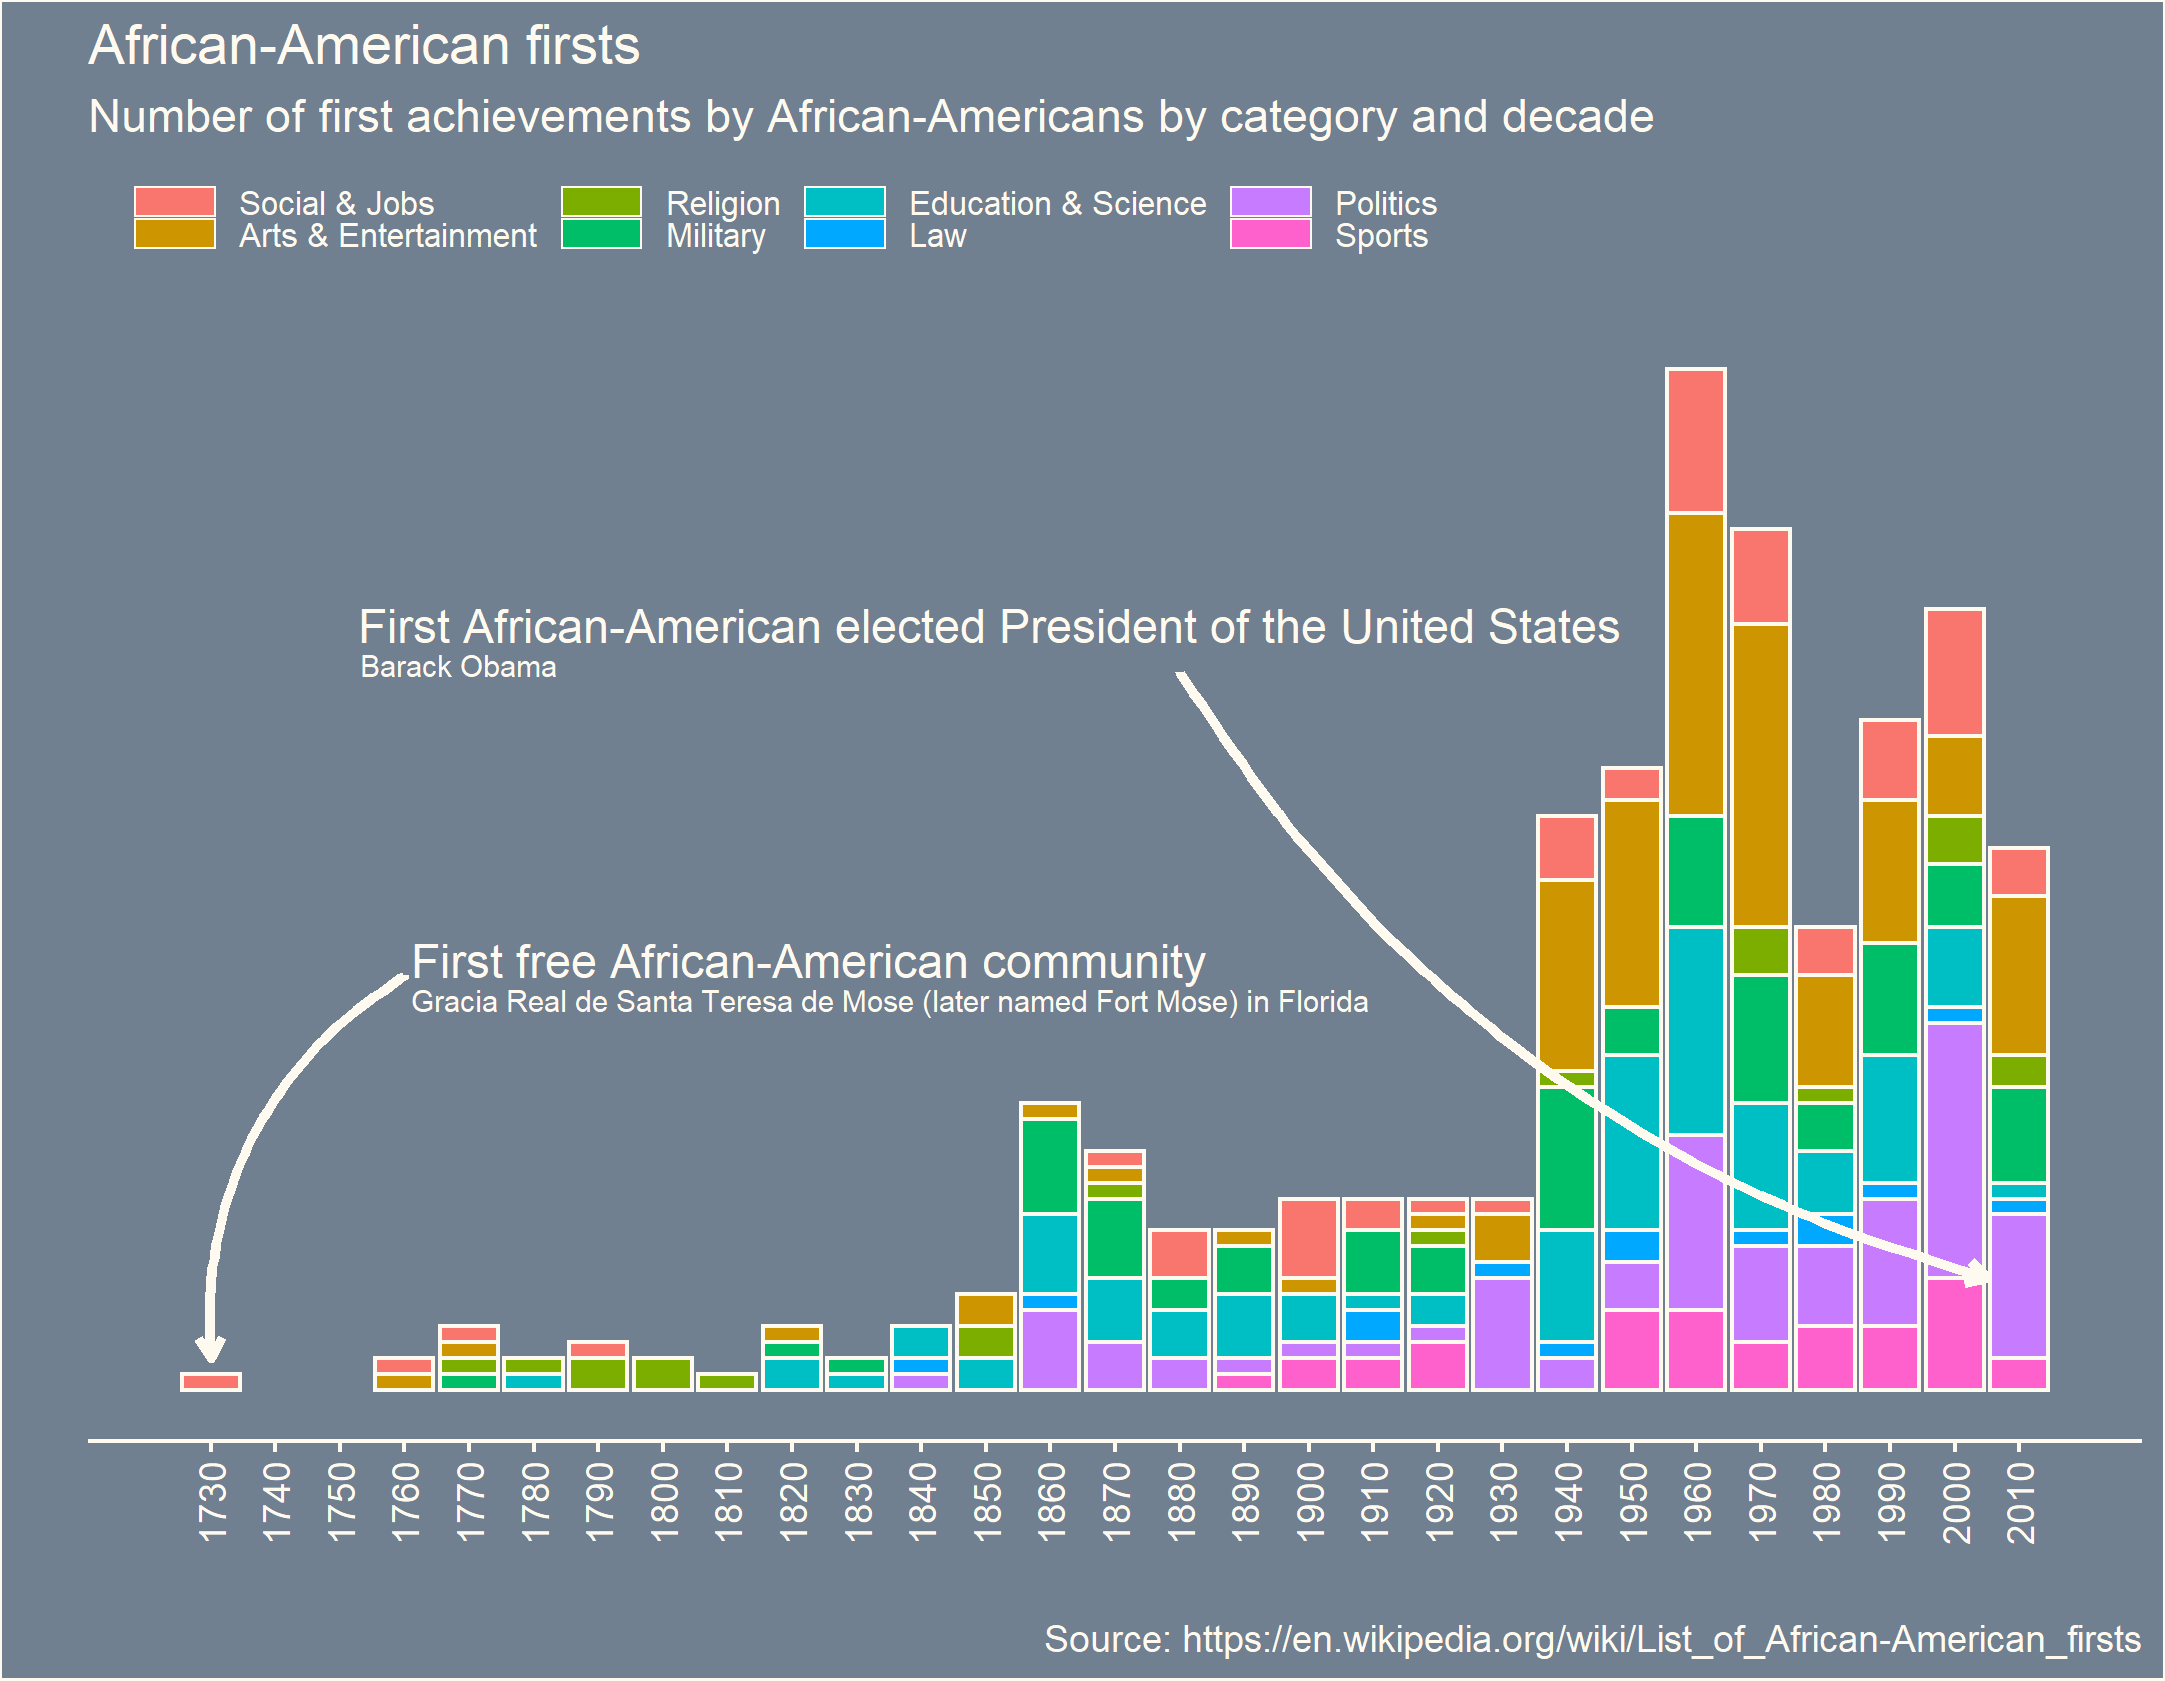 African-American firsts
Number of first achievements by African-Americans by category and decade
Social & Jobs Religion Education & Science Politics
Arts & Entertainment Military Law Sports
First African-American elected President of the United States
Barack Obama
First free African-American community
Gracia Real de Santa Teresa de Mose (later named Fort Mose) in Florida
1730 1740 1750 1760 1770 1780 1790 1800 1810 1820 1830 1840 1850 1860 1870 1880 1890 1900 1910 1920 1930 1940 1950 1960 1970 1980 1990 2000 2010
Source: https://en.wikipedia.org/wiki/List_of_African-American_firsts